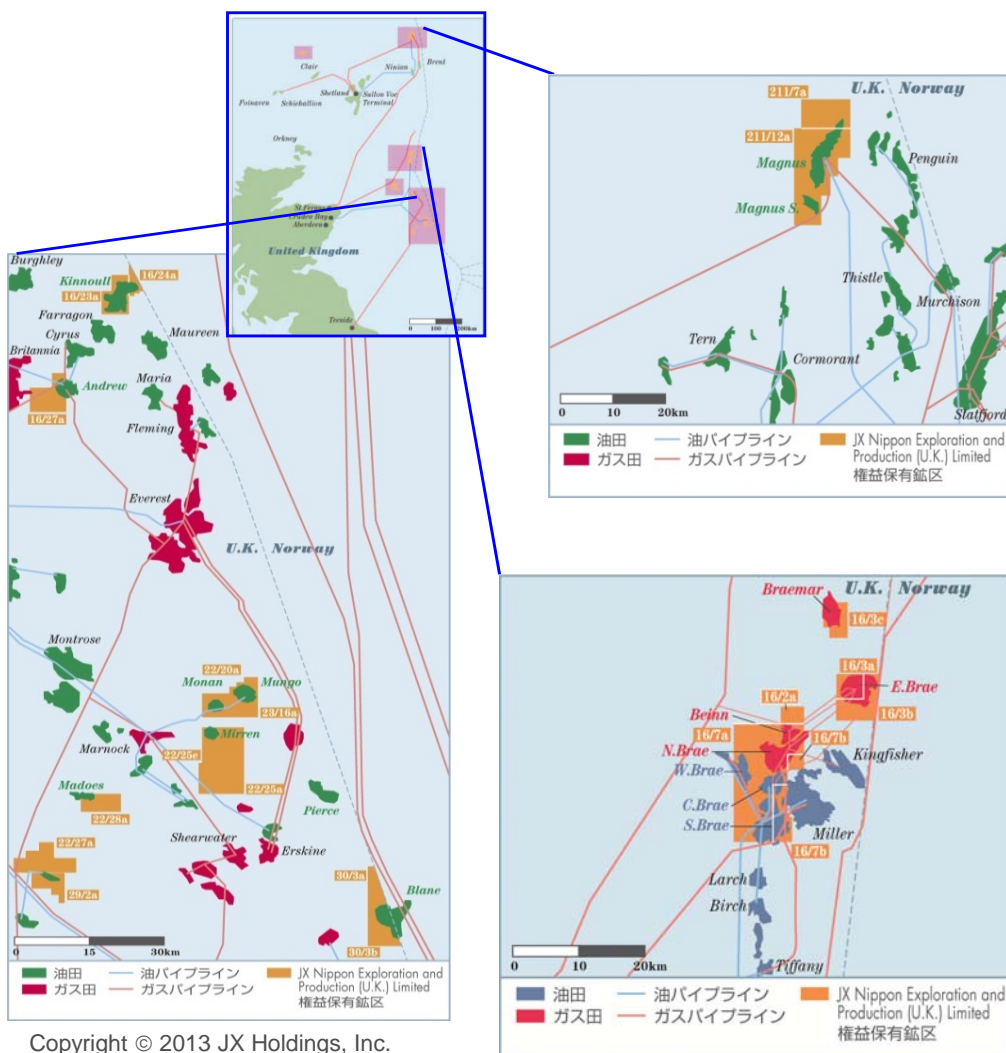 Clair
Ninian
Brent
Foinaven
Schiehallion
Shetland
Sullon Voe
Terminal
Orkney
St.Fergus
Cruden Bay
Aberdeen
United Kingdom
Teeside
0 100 200km
U.K. Norway
211/7a
211/12a
Magnus
Penguin
Magnus S.
Thistle
Murchison
Tern
Cormorant
Statfjord
0 10 20km
油田 油パイプライン JX Nippon Exploration and
ガス田 ガスパイプライン Production (U.K.) Limited
権益保有鉱区
Burghley
Kinnoull
16/24a
16/23a
Farragon
Cyrus
Maureen
Britannia
Andrew
Maria
16/27a
Fleming
Everest
U.K. Norway
Montrose
22/20a
Monan
Mungo
23/16a
Mirren
Marnock
22/25e
22/25a
Madoes
Pierce
22/28a
Shearwater
Erskine
22/27a
29/2a
30/3a
Blane
30/3b
0 15 30km
油田 油パイプライン JX Nippon Exploration and
ガス田 ガスパイプライン Production (U.K.) Limited
権益保有鉱区
Braemar
U.K. Norway
16/3c
16/3a
E.Brae
16/2a
16/3b
Beinn
16/7a
16/7b
N.Brae
Kingfisher
W.Brae
C.Brae
S.Brae
Miller
16/7b
Larch
Birch
Tiffany
0 10 20km
油田 油パイプライン JX Nippon Exploration and
ガス田 ガスパイプライン Production (U.K.) Limited
権益保有鉱区
Copyright © 2013 JX Holdings, Inc.